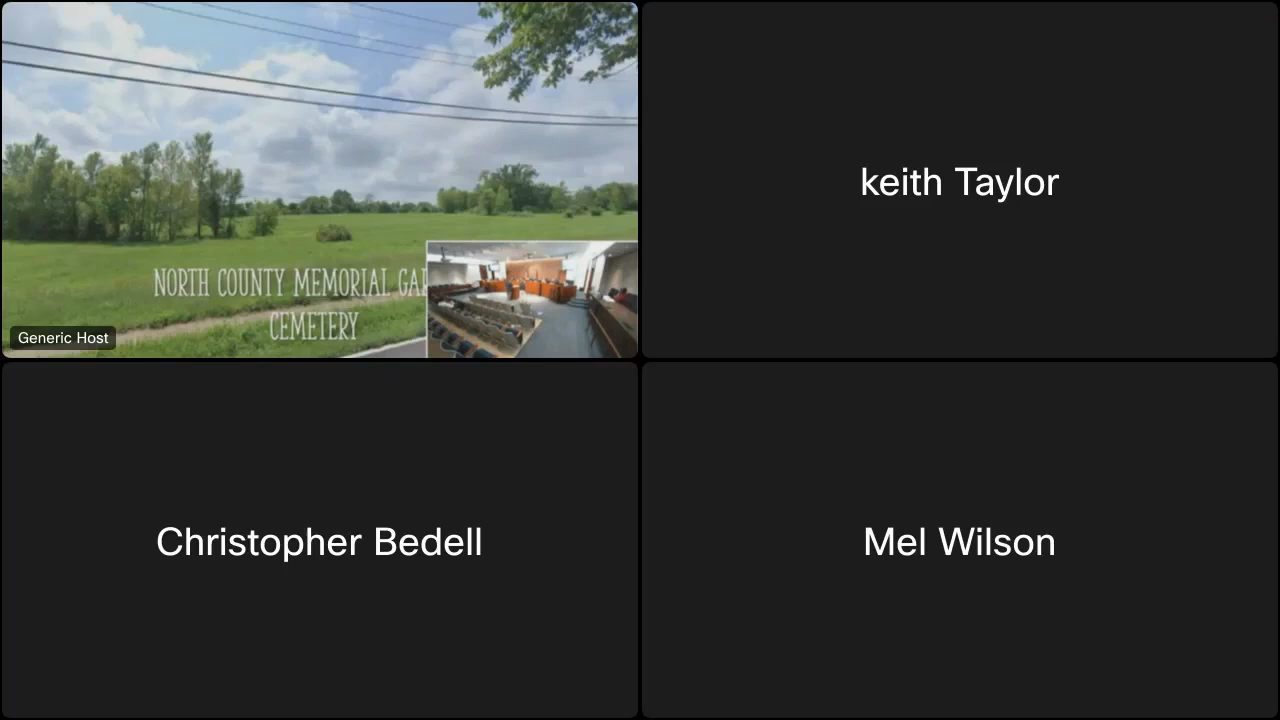 NORTH COUNTY MEMORIAL
CEMETERY
Generic Host
keith Taylor
Christopher Bedell
Mel Wilson